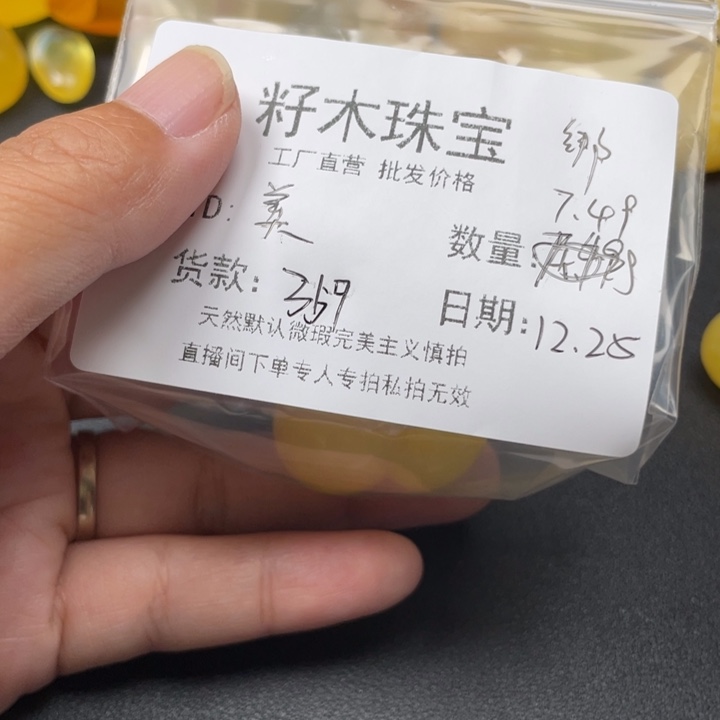 籽木珠宝
工厂直营 批发价格
绑
7.49
D: 美
数量:
货款: 369
日期: 12.25
天然默认微瑕完美主义慎拍
直播间下单专人专拍私拍无效